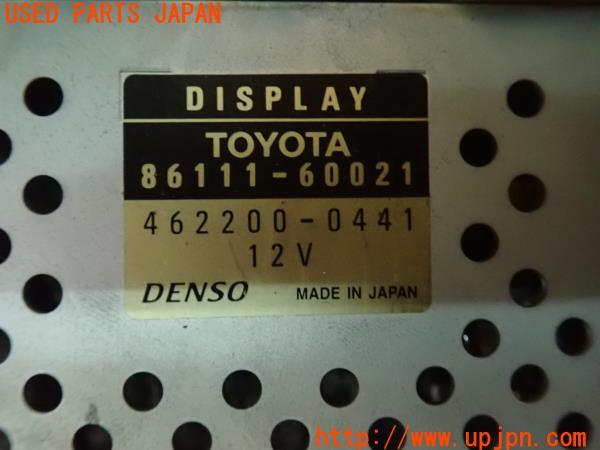 USED PARTS JAPAN
DISPLAY
TOYOTA
86111-60021
462200-0441
12V
DENSO MADE IN JAPAN
http://www.upjpn.com